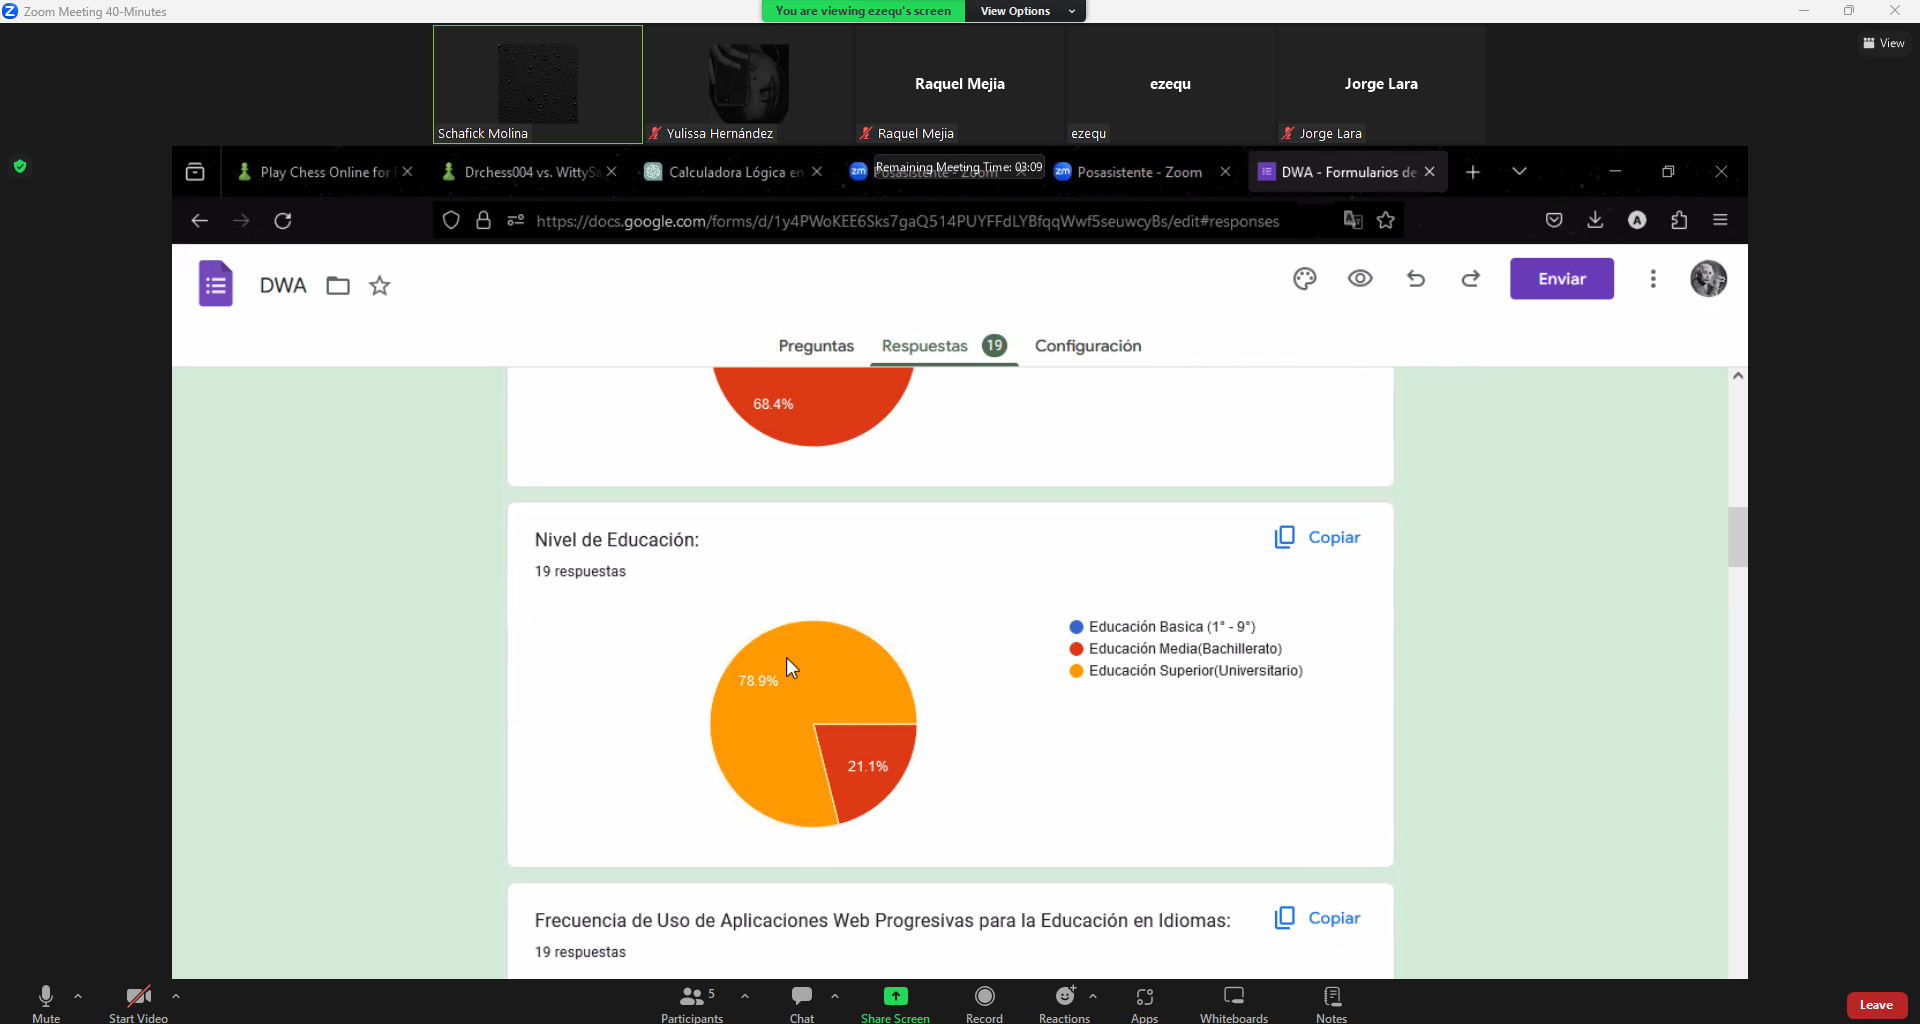 Zoom Meeting 40-Minutes
You are viewing ezequ's screen View Options
View
Raquel Mejia
ezequ
Jorge Lara
Schafick Molina
Yulissa Hernández
Raquel Mejia
ezequ
Jorge Lara
Play Chess Online for
Drchess004 vs. WittySa
Calculadora Lógica en
Remaining Meeting Time: 03:09
Posasistente - Zoom
Posasistente - Zoom
DWA - Formularios de
https://docs.google.com/forms/d/1y4PWoKEE6Sks7gaQ514PUYFFdLYBfqqWwf5seuwcyBs/edit#responses
DWA
Enviar
Preguntas
Respuestas 19
Configuración
68.4%
Nivel de Educación:
Copiar
19 respuestas
78.9%
21.1%
Educación Basica (1° - 9°)
Educación Media(Bachillerato)
Educación Superior(Universitario)
Frecuencia de Uso de Aplicaciones Web Progresivas para la Educación en Idiomas:
Copiar
19 respuestas
Mute
Start Video
Participants 5
Chat
Share Screen
Record
Reactions
Apps
Whiteboards
Notes
Leave